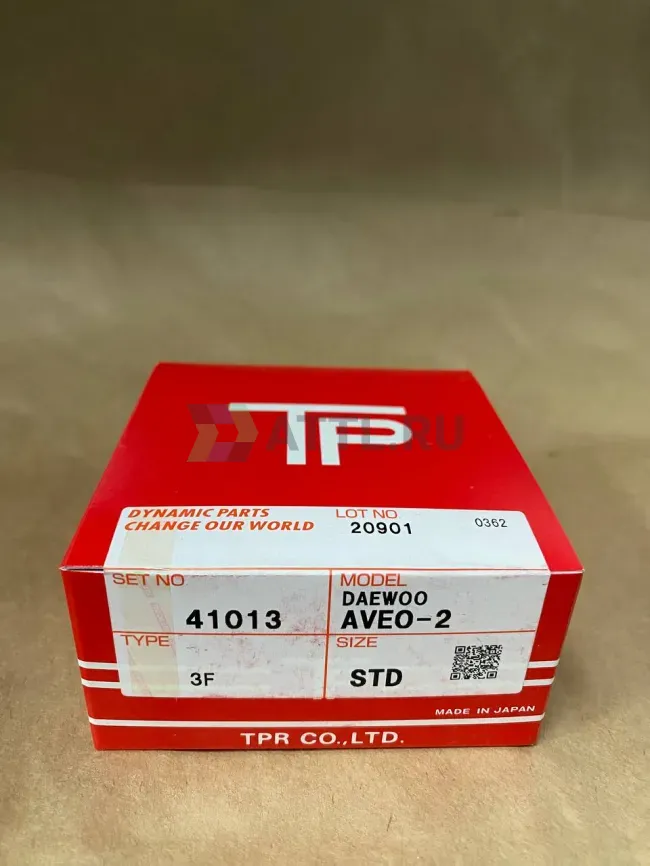 TP
ATTL.RU
DYNAMIC PARTS
CHANGE OUR WORLD
LOT NO
20901
0362
SET NO
41013
MODEL
DAEWOO
AVEO-2
TYPE
3F
SIZE
STD
MADE IN JAPAN
TPR CO.,LTD.